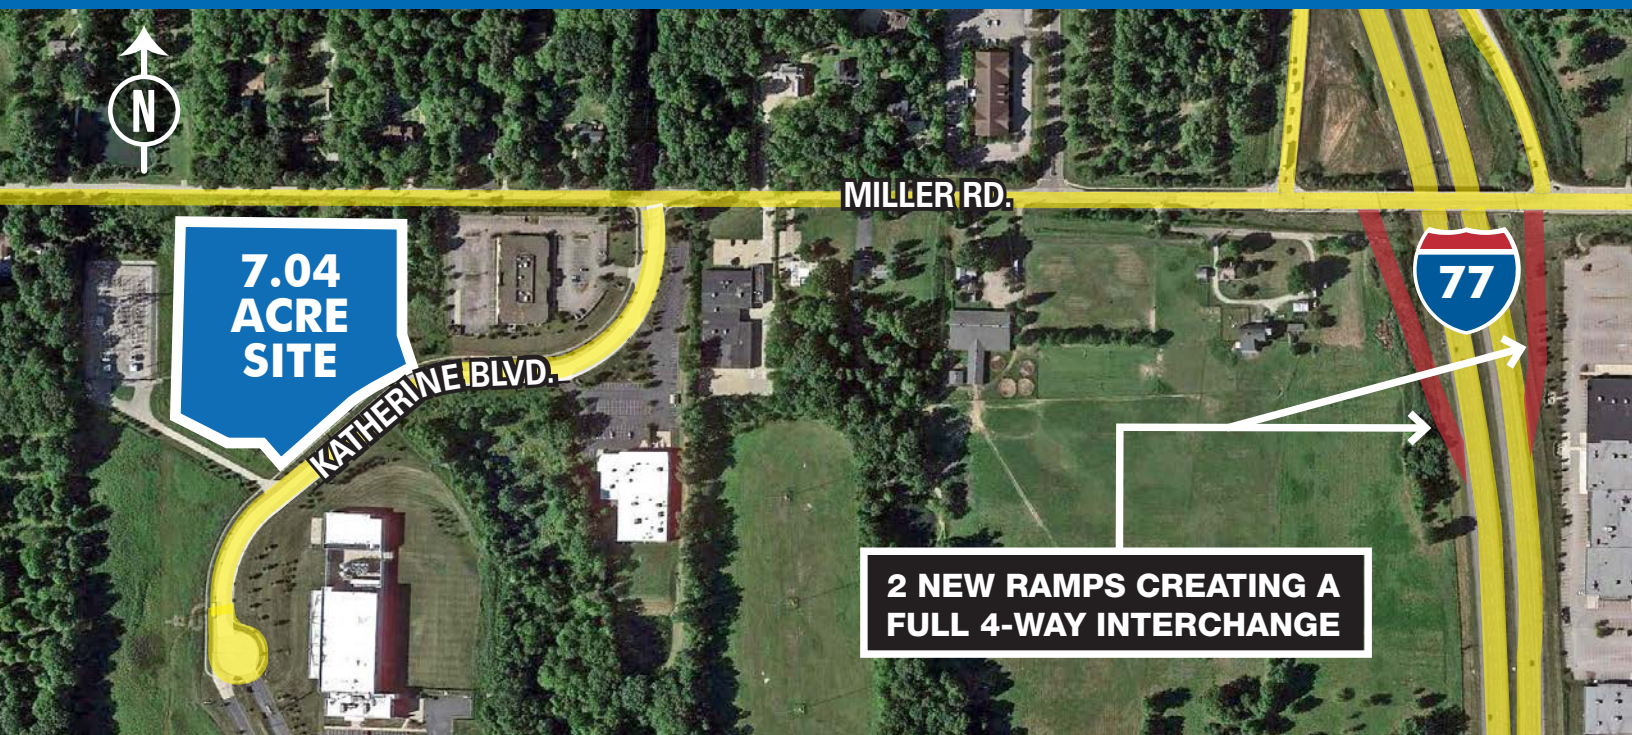 N
MILLER RD.
77
7.04
ACRE
SITE
KATHERINE BLVD.
2 NEW RAMPS CREATING A
FULL 4-WAY INTERCHANGE